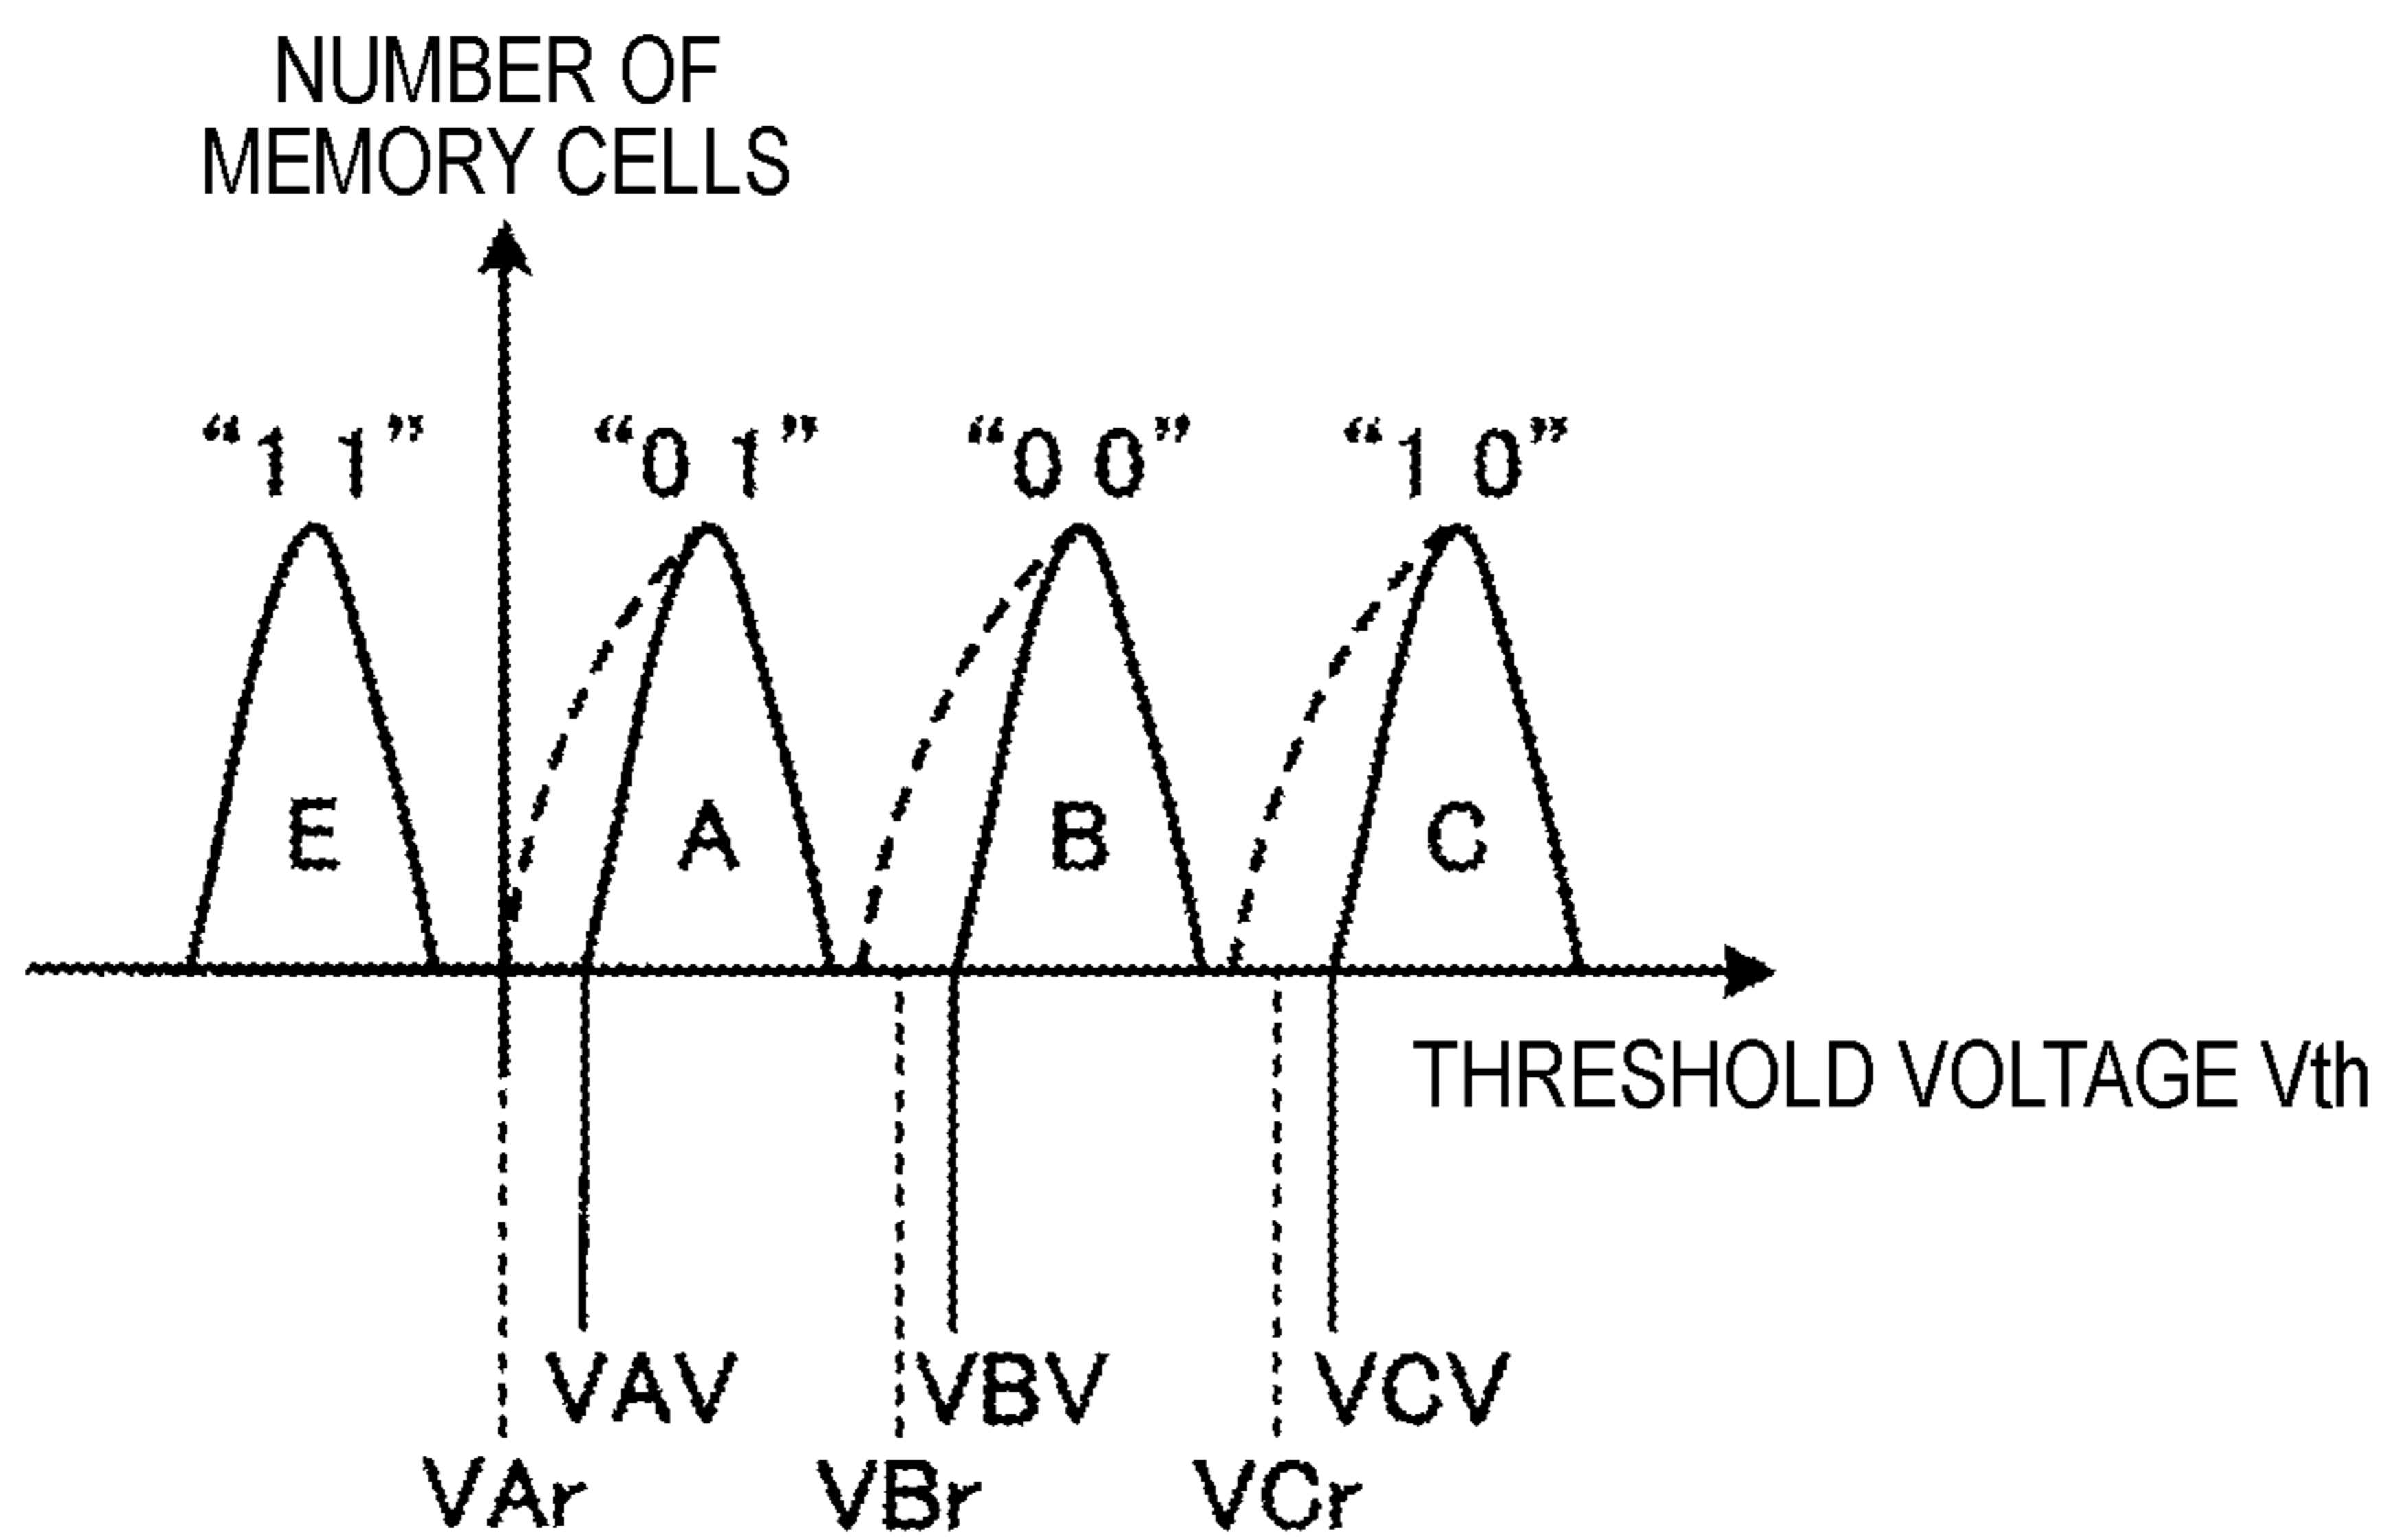 NUMBER OF
MEMORY CELLS
“1 1” “0 1” “0 0” “1 0”
E A B C
THRESHOLD VOLTAGE Vth
VAV VBV VCV
VAr VBr VCr